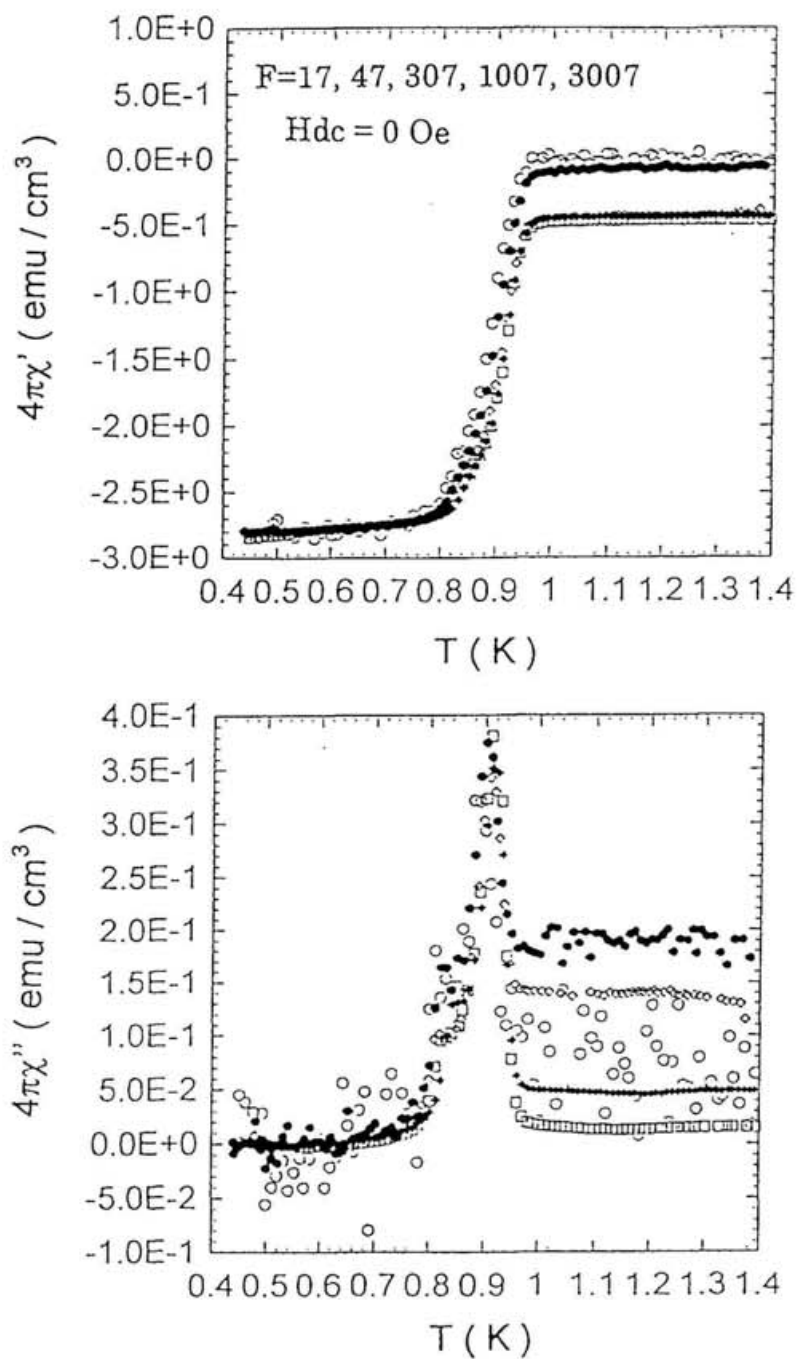 1.0E+0
F=17, 47, 307, 1007, 3007
5.0E-1
Hdc = 0 Oe
0.0E+0
-5.0E-1
-1.0E+0
-1.5E+0
-2.0E+0
-2.5E+0
-3.0E+0
4πχ' ( emu / cm³ )
0.4 0.5 0.6 0.7 0.8 0.9 1 1.1 1.2 1.3 1.4
T ( K )
4.0E-1
3.5E-1
3.0E-1
2.5E-1
2.0E-1
1.5E-1
1.0E-1
5.0E-2
0.0E+0
-5.0E-2
-1.0E-1
4πχ'' ( emu / cm³ )
0.4 0.5 0.6 0.7 0.8 0.9 1 1.1 1.2 1.3 1.4
T ( K )